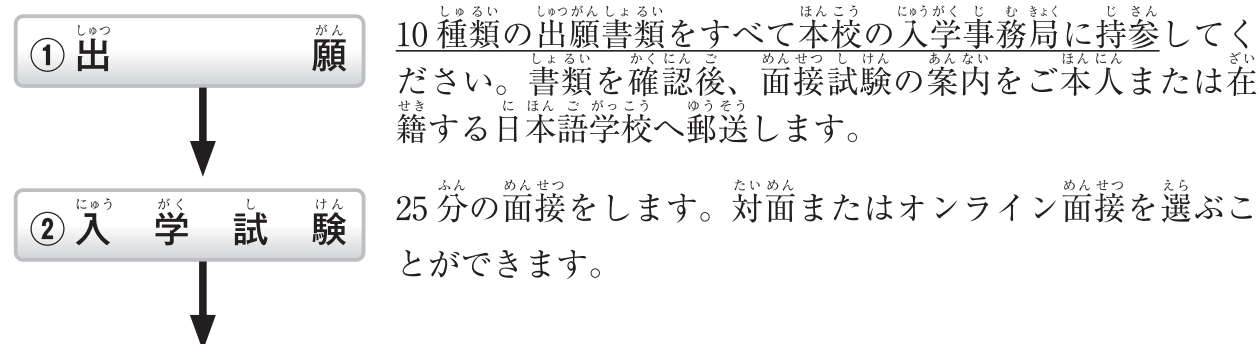 ①出願
10種類の出願書類をすべて本校の入学事務局に持参してく
ださい。書類を確認後、面接試験の案内をご本人または在
籍する日本語学校へ郵送します。
②入学試験
25分の面接をします。対面またはオンライン面接を選ぶこ
とができます。